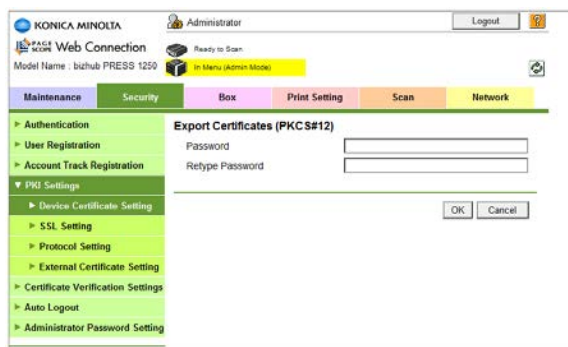 KONICA MINOLTA
Administrator
Logout
?
PAGE SCOPE Web Connection
Ready to Scan
Model Name : bizhub PRESS 1250
In Menu (Admin Mode)
Maintenance Security Box Print Setting Scan Network
Authentication
User Registration
Account Track Registration
PKI Settings
Device Certificate Setting
SSL Setting
Protocol Setting
External Certificate Setting
Certificate Verification Settings
Auto Logout
Administrator Password Setting
Export Certificates (PKCS#12)
Password
Retype Password
OK Cancel